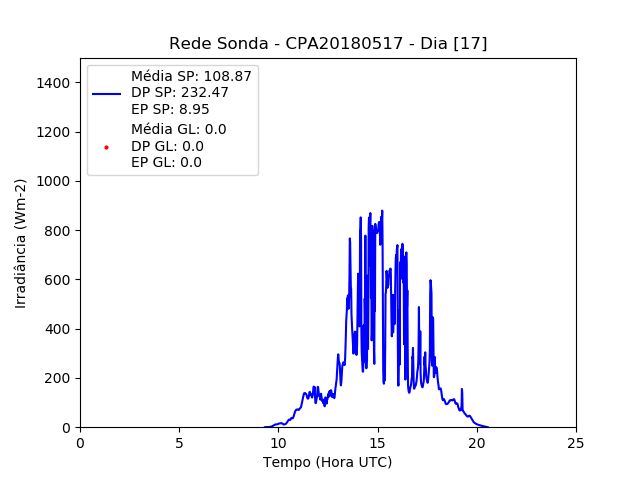 Rede Sonda - CPA20180517 - Dia [17]
Média SP: 108.87
DP SP: 232.47
EP SP: 8.95
Média GL: 0.0
DP GL: 0.0
EP GL: 0.0
1400
1200
1000
800
600
400
200
0
Irradiância (Wm-2)
0 5 10 15 20 25
Tempo (Hora UTC)